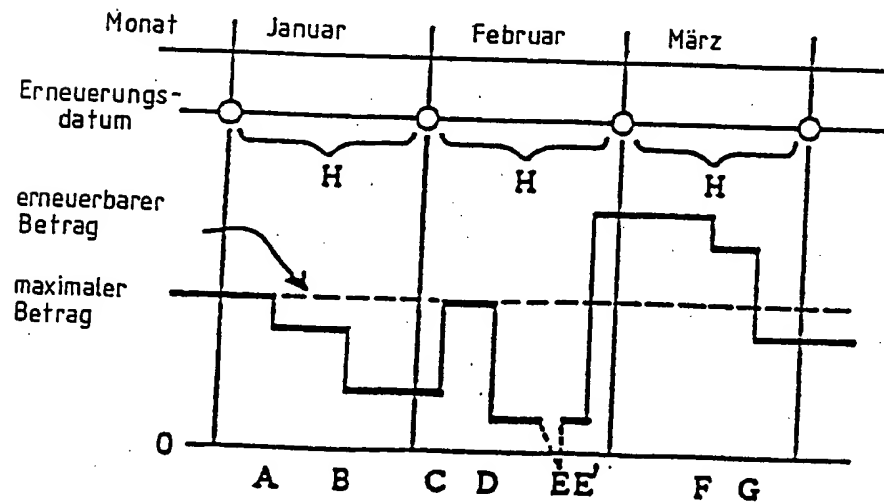 Monat Januar Februar März
Erneuerungs-
datum
H H H
erneuerbarer
Betrag
maximaler
Betrag
0
A B C D E E' F G